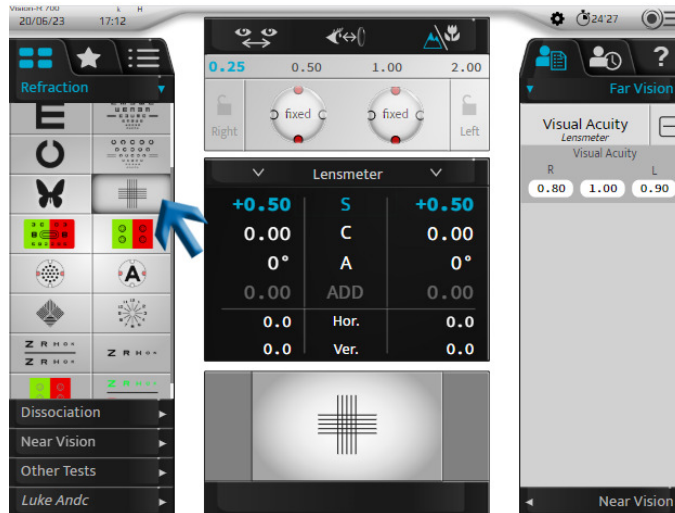 Vision-R 700
20/06/23 17:12
24'27
Refraction
Z R H O N
Z R H O N
Z R H O N
A
Dissociation
Near Vision
Other Tests
Luke Andc
0.25 0.50 1.00 2.00
Right fixed fixed Left
Lensmeter
+0.50 S +0.50
0.00 C 0.00
0° A 0°
0.00 ADD 0.00
0.0 Hor. 0.0
0.0 Ver. 0.0
?
Far Vision
Visual Acuity
Lensmeter
Visual Acuity
R L
0.80 1.00 0.90
Near Vision